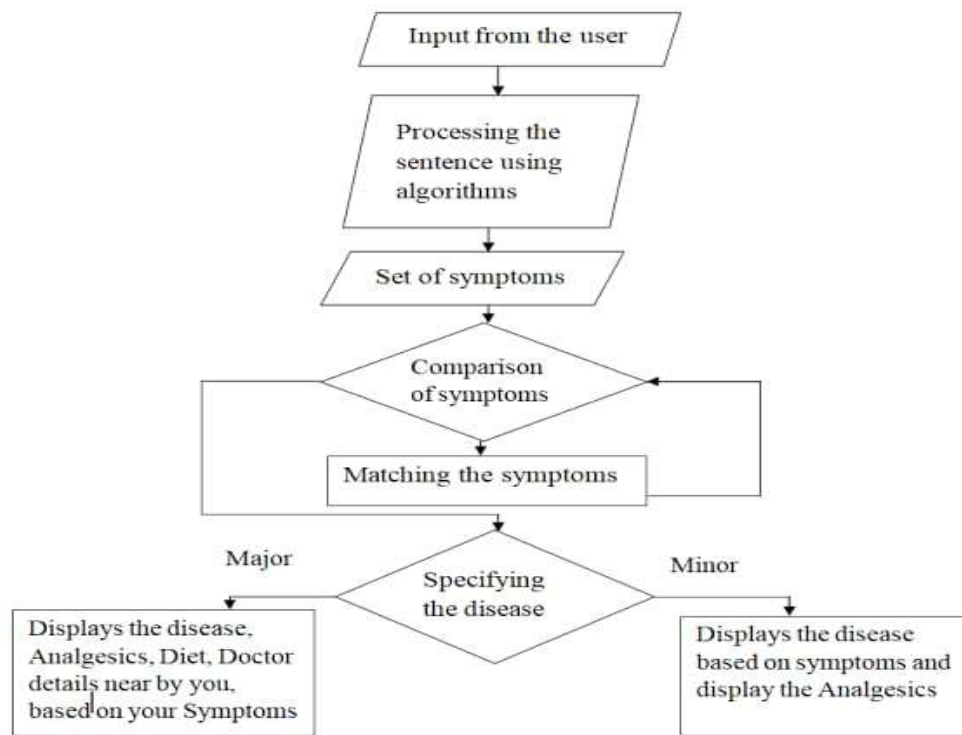 Input from the user
Processing the
sentence using
algorithms
Set of symptoms
Comparison
of symptoms
Matching the symptoms
Major
Minor
Specifying
the disease
Displays the disease,
Analgesics, Diet, Doctor
details near by you,
based on your Symptoms
Displays the disease
based on symptoms and
display the Analgesics